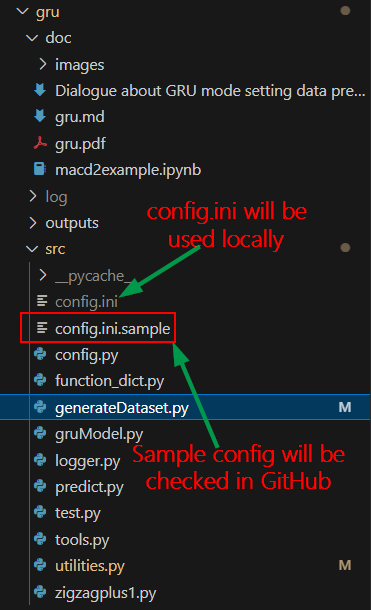 gru
doc
images
Dialogue about GRU mode setting data pre...
gru.md
gru.pdf
macd2example.ipynb
log
config.ini will be
used locally
outputs
src
__pycache_
config.ini
config.ini.sample
config.py
function_dict.py
generateDataset.py M
gruModel.py
logger.py
Sample config will be
checked in GitHub
predict.py
test.py
tools.py
utilities.py M
zigzagplus1.py